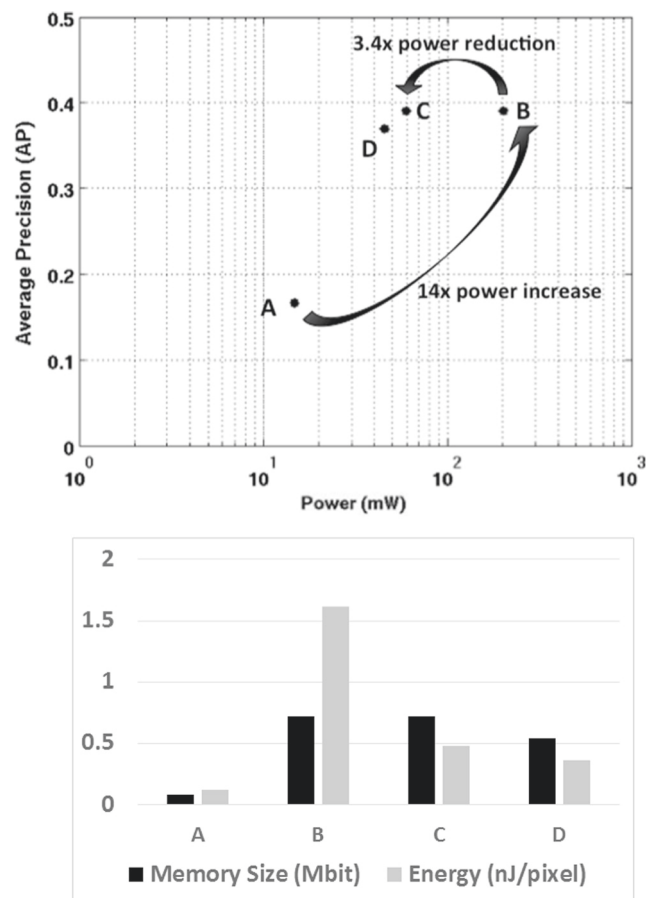 0.5
3.4x power reduction
0.4
C
B
D
0.3
Average Precision (AP)
0.2
A
14x power increase
0.1
0
10^0 10^1 10^2 10^3
Power (mW)
2
1.5
1
0.5
0
A B C D
Memory Size (Mbit) Energy (nJ/pixel)